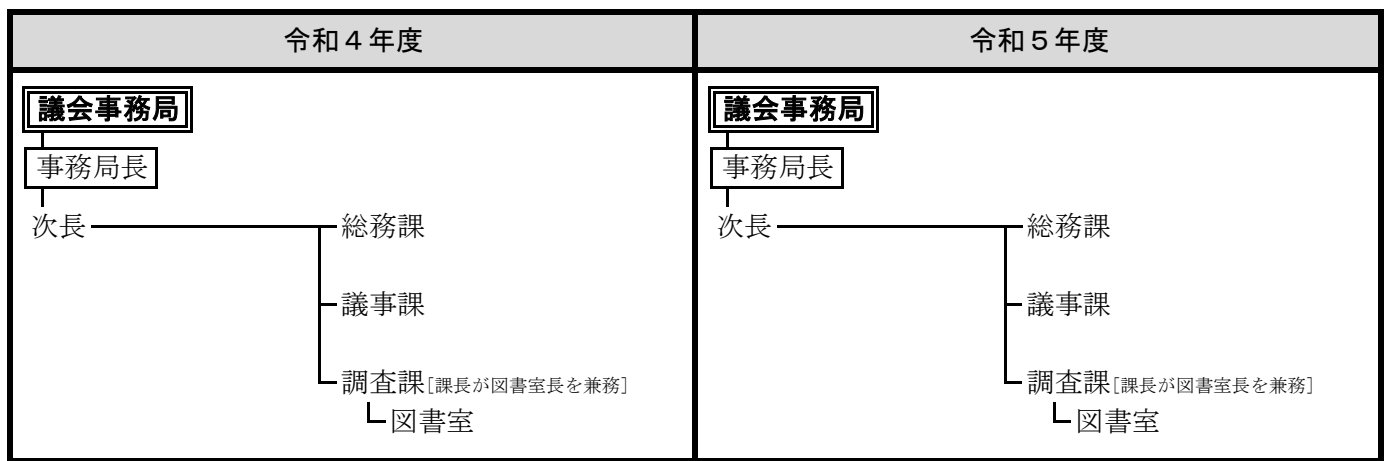 令和４年度
令和５年度
議会事務局
事務局長
次長
総務課
議事課
調査課[課長が図書室長を兼務]
図書室
議会事務局
事務局長
次長
総務課
議事課
調査課[課長が図書室長を兼務]
図書室